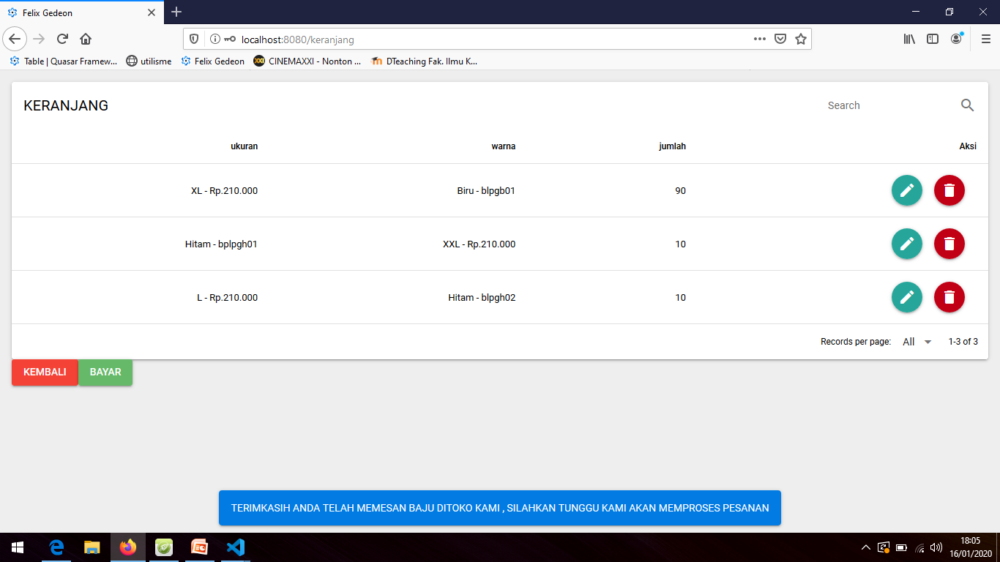 Felix Gedeon
localhost:8080/keranjang
Table | Quasar Framew... utilisme Felix Gedeon CINEMAXXI - Nonton ... DTeaching Fak. Ilmu K...
KERANJANG Search
ukuran warna jumlah Aksi
XL - Rp.210.000 Biru - blpgb01 90
Hitam - bplpgh01 XXL - Rp.210.000 10
L - Rp.210.000 Hitam - blpgh02 10
Records per page: All 1-3 of 3
KEMBALI BAYAR
TERIMKASIH ANDA TELAH MEMESAN BAJU DITOKO KAMI , SILAHKAN TUNGGU KAMI AKAN MEMPROSES PESANAN
18:05
16/01/2020